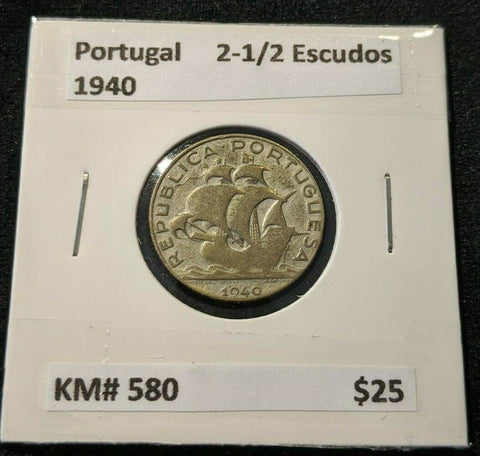 Portugal 2-1/2 Escudos
1940
REPUBLICA · PORTUGUESA
1940
KM# 580 $25